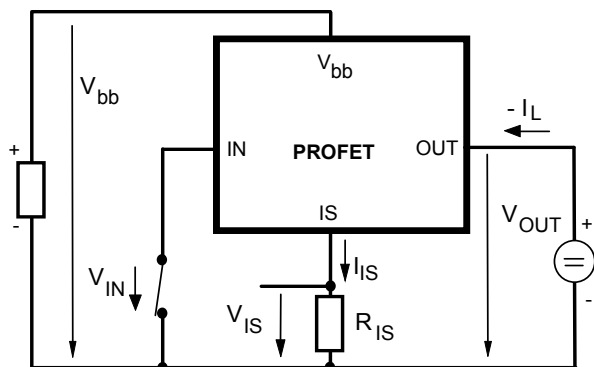 V_bb
V_bb
- I_L
IN
PROFET
OUT
+
IS
V_OUT
+
-
V_IN
I_IS
V_IS
R_IS
-